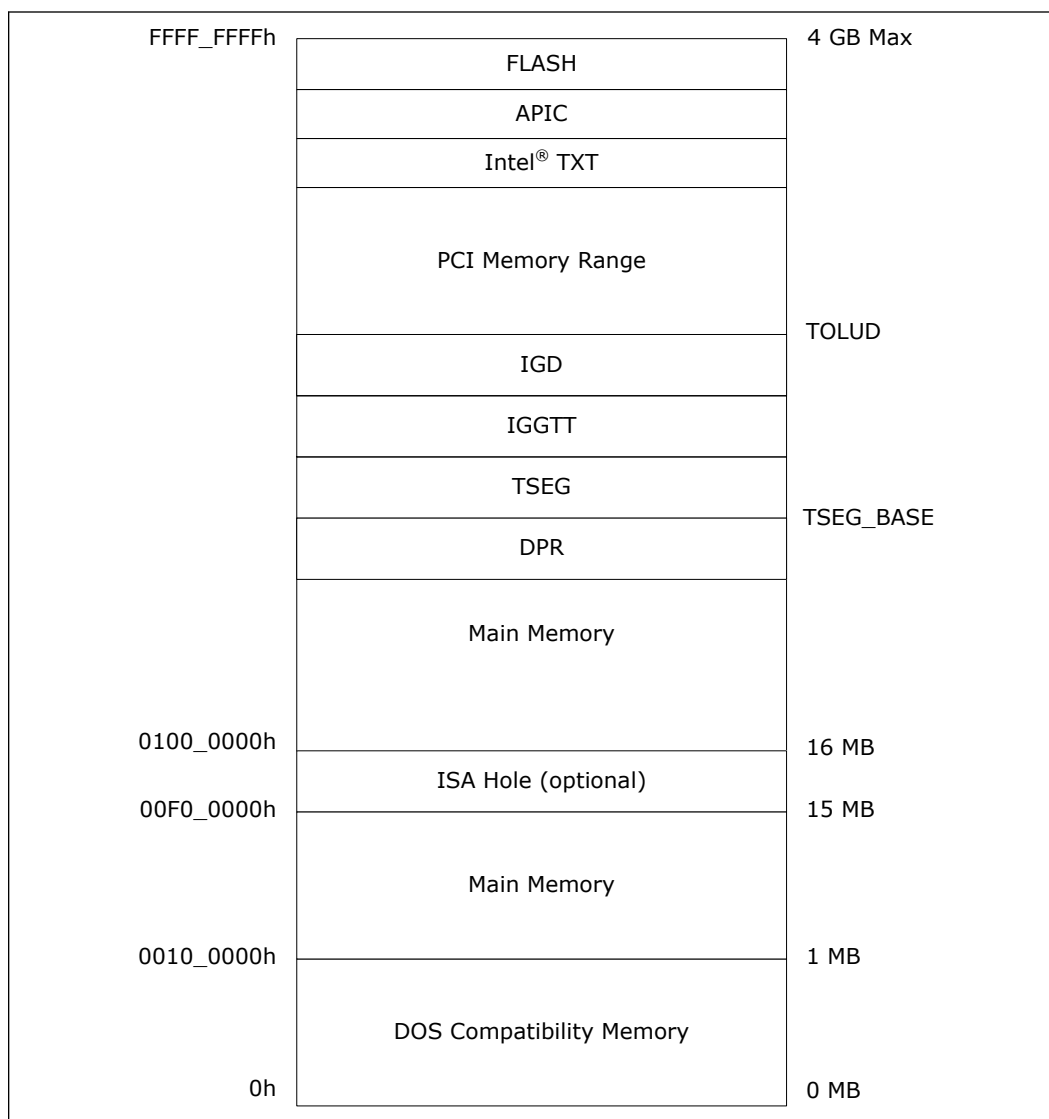 FFFF_FFFFh 4 GB Max
FLASH
APIC
Intel® TXT
PCI Memory Range
TOLUD
IGD
IGGTT
TSEG
TSEG_BASE
DPR
Main Memory
0100_0000h 16 MB
ISA Hole (optional)
00F0_0000h 15 MB
Main Memory
0010_0000h 1 MB
DOS Compatibility Memory
0h 0 MB